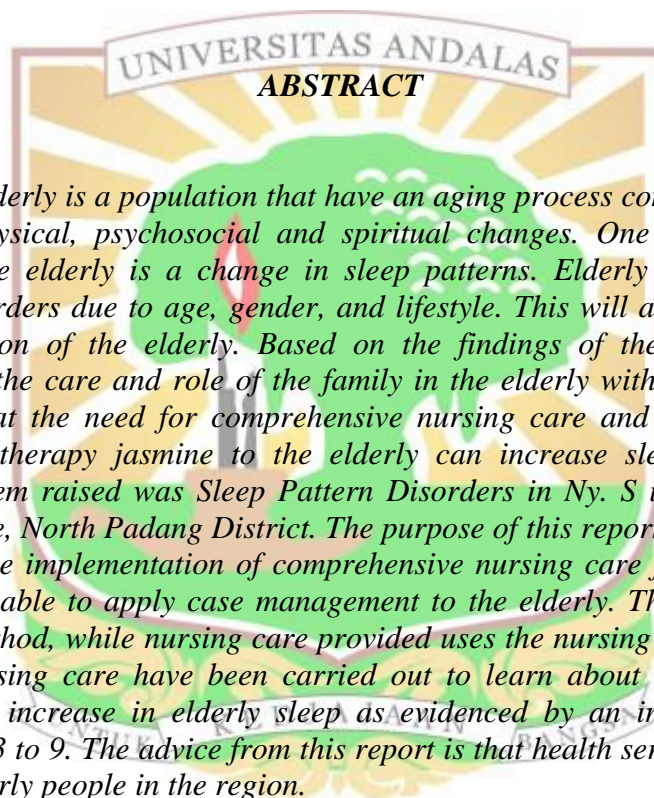 UNIVERSITAS ANDALAS
ABSTRACT
derly is a population that have an aging process con
ysical, psychosocial and spiritual changes. One
e elderly is a change in sleep patterns. Elderly
rders due to age, gender, and lifestyle. This will a
on of the elderly. Based on the findings of the
the care and role of the family in the elderly with
at the need for comprehensive nursing care and
therapy jasmine to the elderly can increase sle
em raised was Sleep Pattern Disorders in Ny. S i
e, North Padang District. The purpose of this report
e implementation of comprehensive nursing care f
able to apply case management to the elderly. Th
thod, while nursing care provided uses the nursing
sing care have been carried out to learn about
increase in elderly sleep as evidenced by an in
3 to 9. The advice from this report is that health ser
rly people in the region.